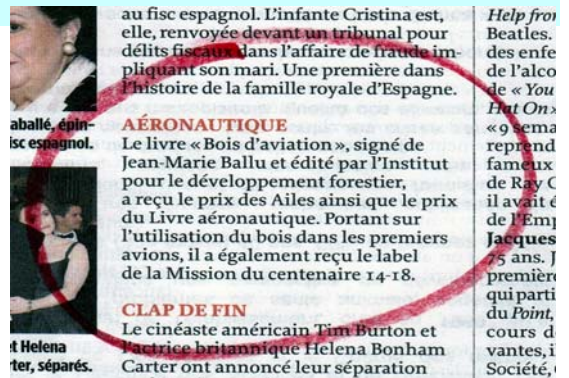 au fisc espagnol. L'infante Cristina est,
elle, renvoyée devant un tribunal pour
délits fiscaux dans l'affaire de fraude im-
pliquant son mari. Une première dans
l'histoire de la famille royale d'Espagne.
AÉRONAUTIQUE
Le livre « Bois d'aviation », signé de
Jean-Marie Ballu et édité par l'Institut
pour le développement forestier,
a reçu le prix des Ailes ainsi que le prix
du Livre aéronautique. Portant sur
l'utilisation du bois dans les premiers
avions, il a également reçu le label
de la Mission du centenaire 14-18.
CLAP DE FIN
Le cinéaste américain Tim Burton et
l'actrice britannique Helena Bonham
Carter ont annoncé leur séparation
aballé, épin-
isc espagnol.
t Helena
rter, séparés.
Help fro
Beatles.
des enfe
de l'alco
de « You
Hat On »
« 9 sema
reprend
fameux
de Ray C
il avait é
de l'Emp
Jacques
75 ans. J
première
qui parti
du Point,
cours d
vantes, i
Société,